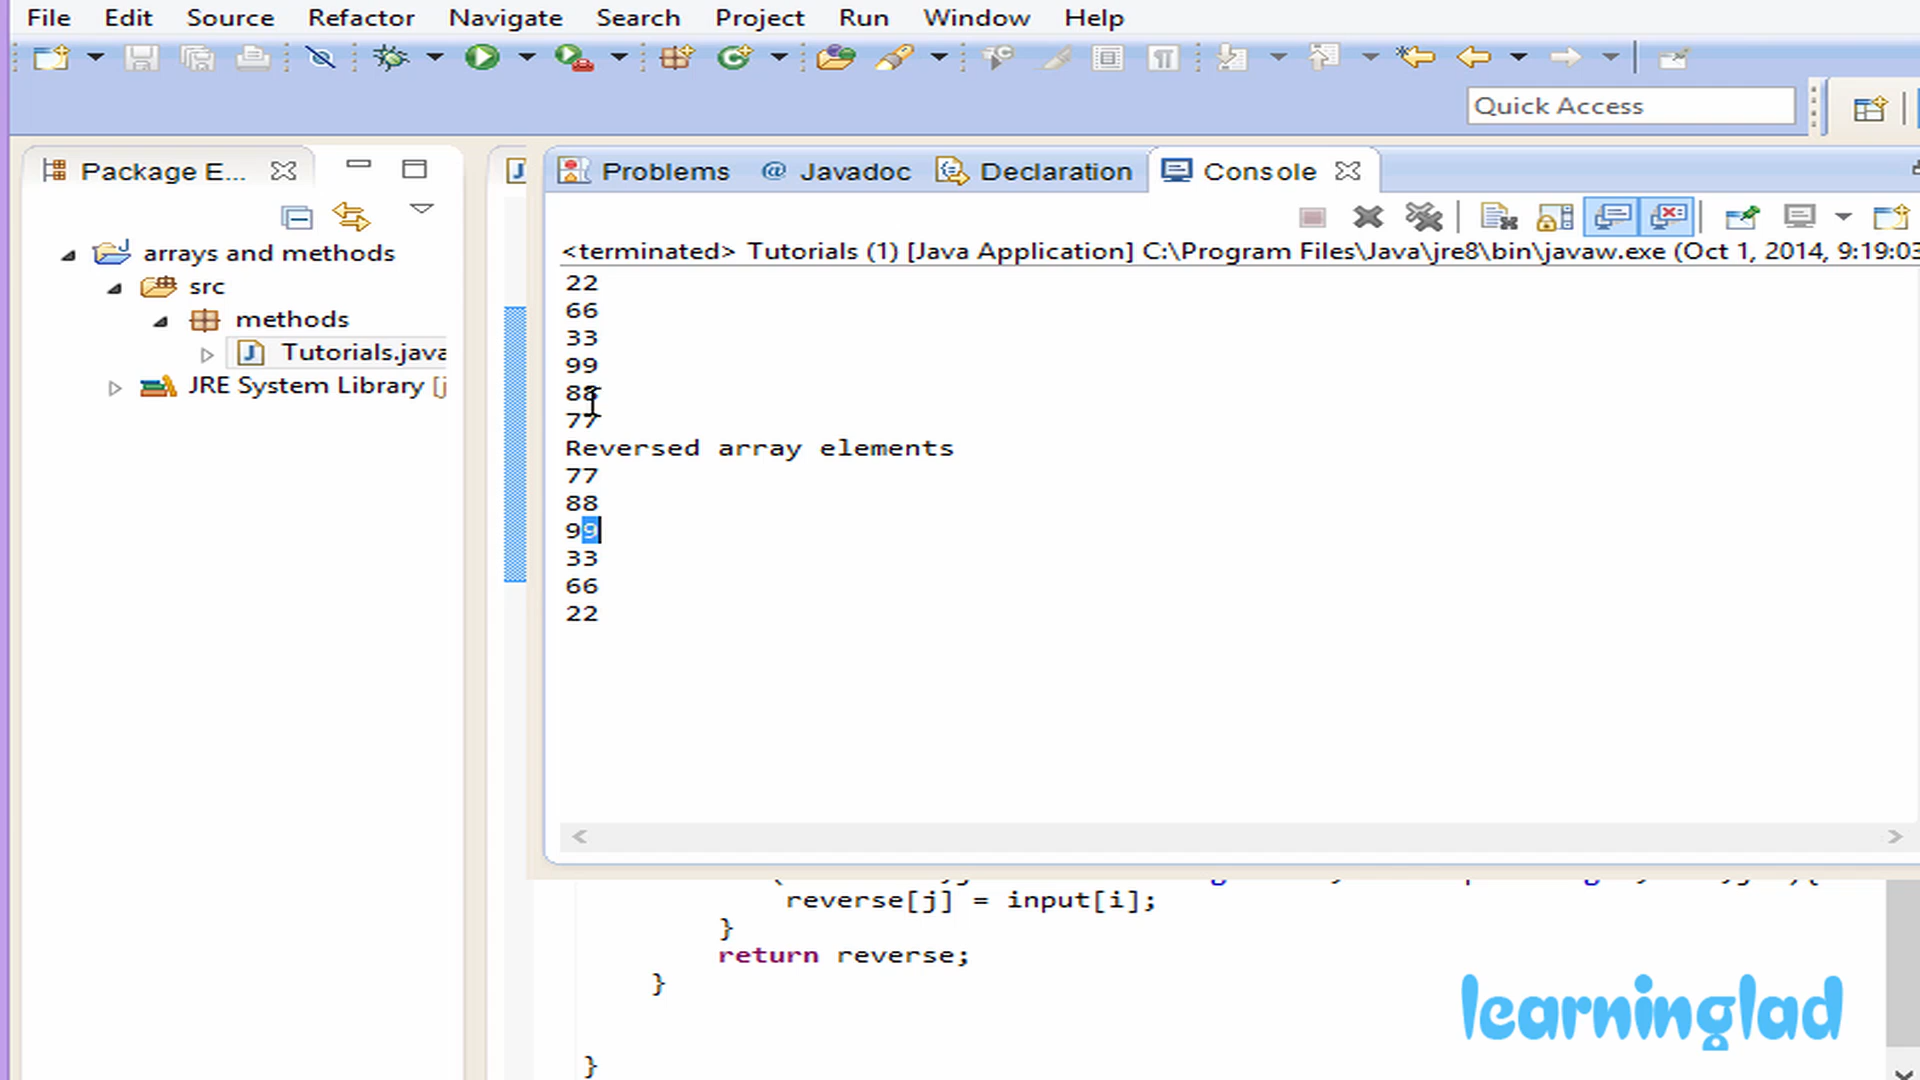 File Edit Source Refactor Navigate Search Project Run Window Help
Quick Access
Package E...
Problems @ Javadoc Declaration Console
<terminated> Tutorials (1) [Java Application] C:\Program Files\Java\jre8\bin\javaw.exe (Oct 1, 2014, 9:19:03
arrays and methods
src
methods
Tutorials.java
JRE System Library [j
22
66
33
99
88
77
Reversed array elements
77
88
99
33
66
22
reverse[j] = input[i];
}
return reverse;
}
}
learninglad